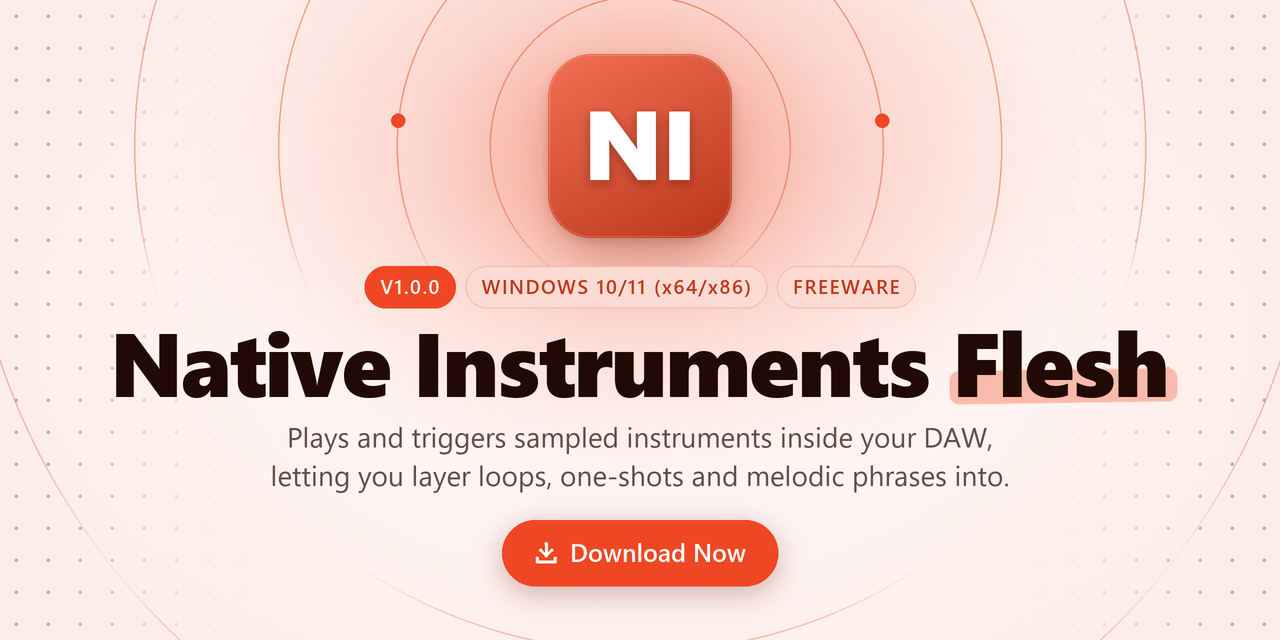 NI
V1.0.0
WINDOWS 10/11 (x64/x86)
FREEWARE
Native Instruments Flesh
Plays and triggers sampled instruments inside your DAW,
letting you layer loops, one-shots and melodic phrases into.
Download Now